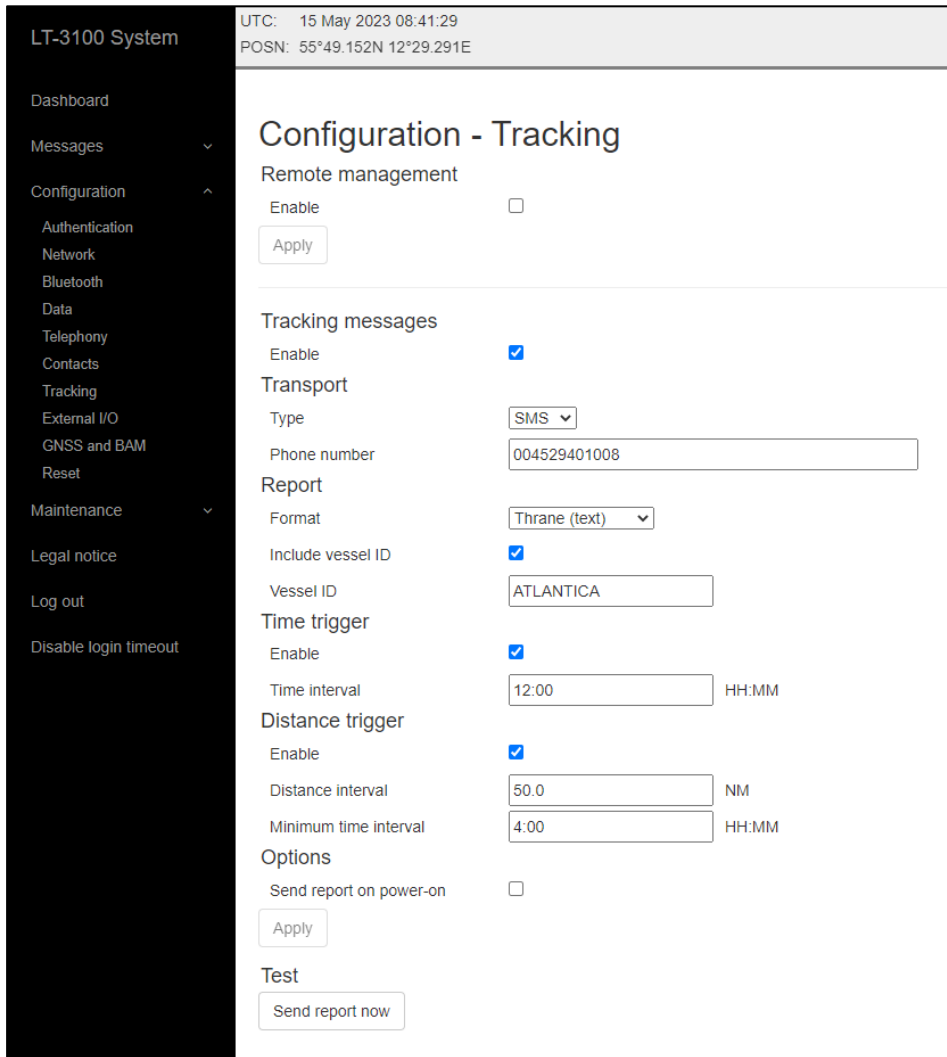 LT-3100 System
UTC: 15 May 2023 08:41:29
POSN: 55°49.152N 12°29.291E
Dashboard
Messages
Configuration
Authentication
Network
Bluetooth
Data
Telephony
Contacts
Tracking
External I/O
GNSS and BAM
Reset
Maintenance
Legal notice
Log out
Disable login timeout
Configuration - Tracking
Remote management
Enable
Apply
Tracking messages
Enable
Transport
Type SMS
Phone number 004529401008
Report
Format Thrane (text)
Include vessel ID
Vessel ID ATLANTICA
Time trigger
Enable
Time interval 12:00 HH:MM
Distance trigger
Enable
Distance interval 50.0 NM
Minimum time interval 4:00 HH:MM
Options
Send report on power-on
Apply
Test
Send report now